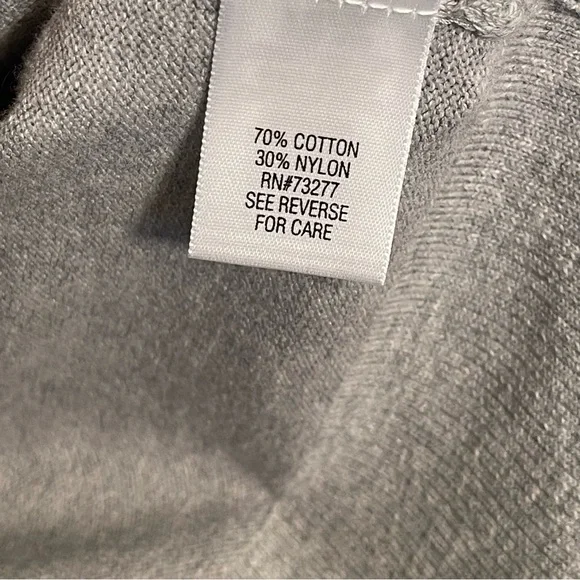 70% COTTON
30% NYLON
RN#73277
SEE REVERSE
FOR CARE